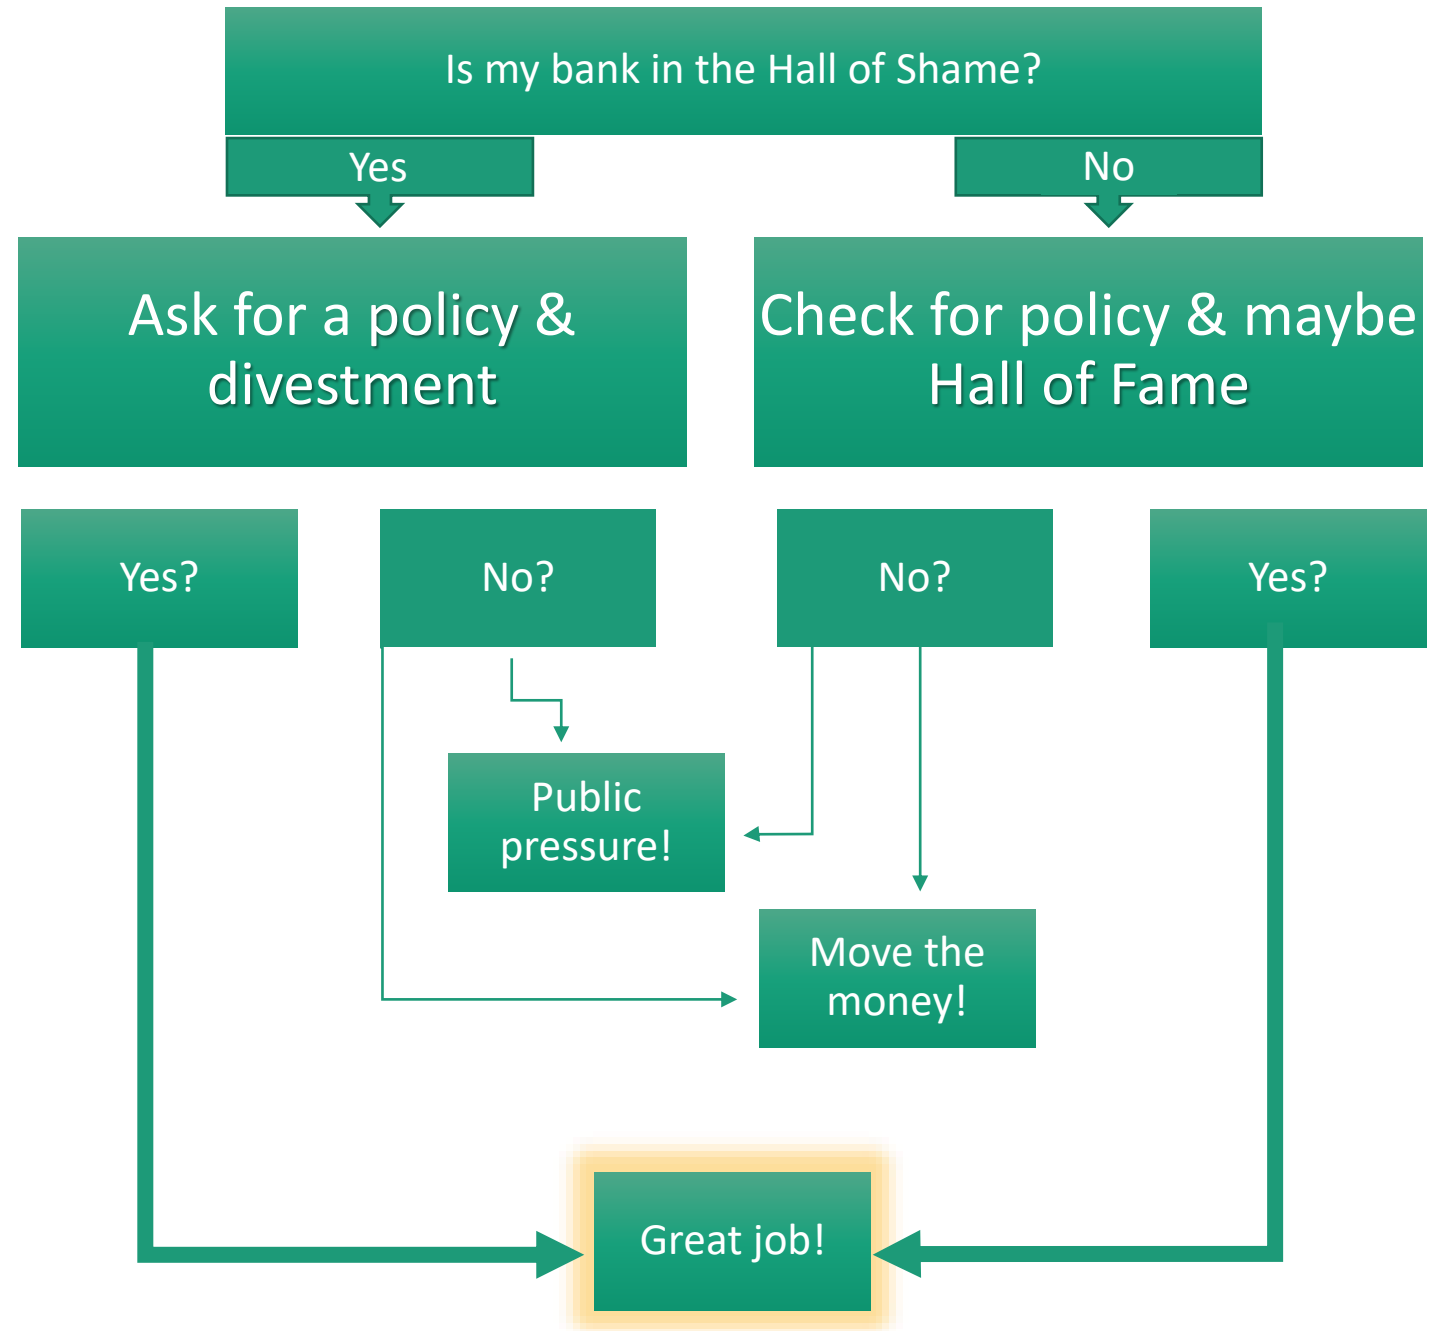 Is my bank in the Hall of Shame?
Yes
No
Ask for a policy &
divestment
Check for policy & maybe
Hall of Fame
Yes?
No?
No?
Yes?
Public
pressure!
Move the
money!
Great job!